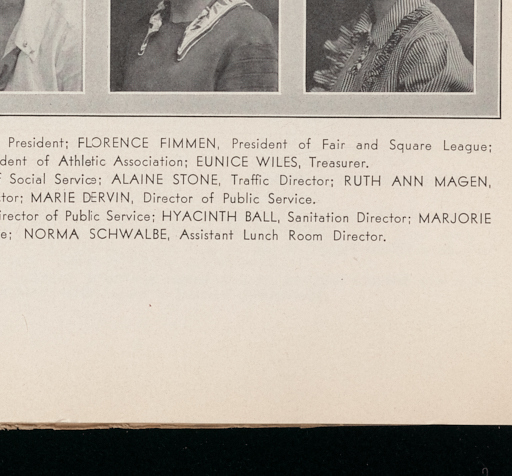 President; FLORENCE FIMMEN, President of Fair and Square League;
dent of Athletic Association; EUNICE WILES, Treasurer.
f Social Service; ALAINE STONE, Traffic Director; RUTH ANN MAGEN,
tor; MARIE DERVIN, Director of Public Service.
irector of Public Service; HYACINTH BALL, Sanitation Director; MARJORIE
e; NORMA SCHWALBE, Assistant Lunch Room Director.